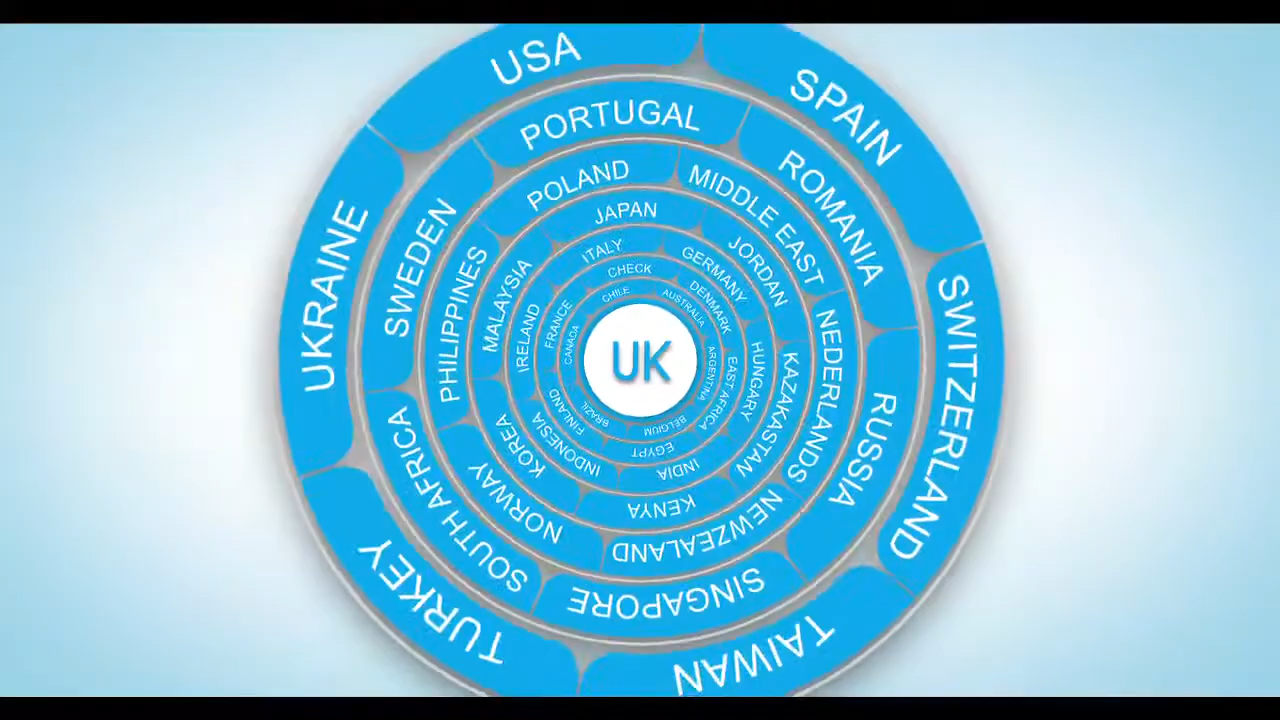 USA
SPAIN
SWITZERLAND
TAIWAN
TURKEY
UKRAINE
PORTUGAL
ROMANIA
RUSSIA
SINGAPORE
SOUTH AFRICA
SWEDEN
POLAND
MIDDLE EAST
NEDERLANDS
NEWZEALAND
NORWAY
PHILIPPINES
JAPAN
JORDAN
KAZAKASTAN
KENYA
KOREA
MALAYSIA
ITALY
GERMANY
HUNGARY
INDIA
INDONESIA
IRELAND
CHECK
DENMARK
EAST AFRICA
EGYPT
FINLAND
FRANCE
CHILE
AUSTRALIA
ARGENTINA
BELGIUM
BRAZIL
CANADA
UK